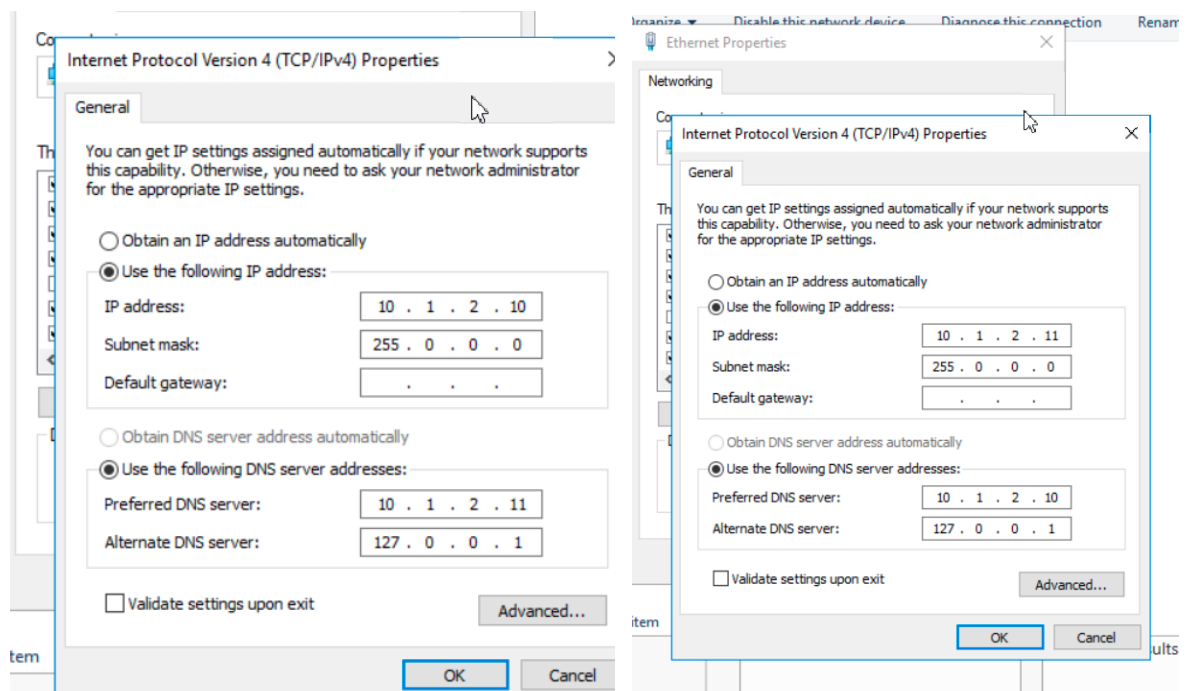 Co
Internet Protocol Version 4 (TCP/IPv4) Properties
General
Th
You can get IP settings assigned automatically if your network supports
this capability. Otherwise, you need to ask your network administrator
for the appropriate IP settings.
Obtain an IP address automatically
Use the following IP address:
IP address: 10 . 1 . 2 . 10
Subnet mask: 255 . 0 . 0 . 0
Default gateway: . . .
Obtain DNS server address automatically
Use the following DNS server addresses:
Preferred DNS server: 10 . 1 . 2 . 11
Alternate DNS server: 127 . 0 . 0 . 1
Validate settings upon exit
Advanced...
tem
OK Cancel
Organize Disable this network device Diagnose this connection Renam
Ethernet Properties
Networking
Co
Internet Protocol Version 4 (TCP/IPv4) Properties
General
Th
You can get IP settings assigned automatically if your network supports
this capability. Otherwise, you need to ask your network administrator
for the appropriate IP settings.
Obtain an IP address automatically
Use the following IP address:
IP address: 10 . 1 . 2 . 11
Subnet mask: 255 . 0 . 0 . 0
Default gateway: . . .
Obtain DNS server address automatically
Use the following DNS server addresses:
Preferred DNS server: 10 . 1 . 2 . 10
Alternate DNS server: 127 . 0 . 0 . 1
Validate settings upon exit
Advanced...
item
OK Cancel
ults